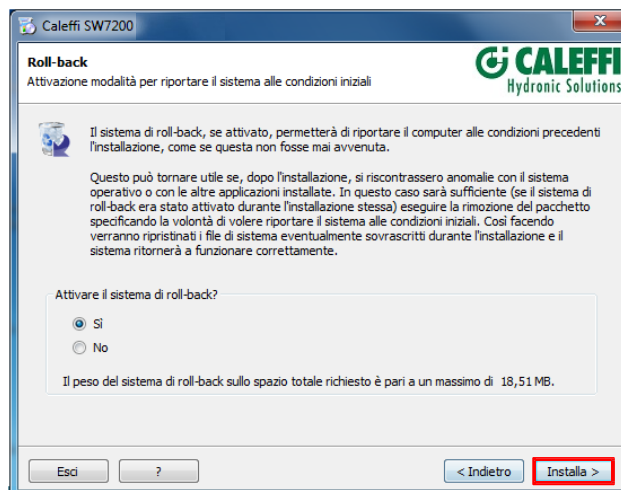 Caleffi SW7200
Roll-back
Attivazione modalità per riportare il sistema alle condizioni iniziali
CALEFFI
Hydronic Solutions
Il sistema di roll-back, se attivato, permetterà di riportare il computer alle condizioni precedenti
l'installazione, come se questa non fosse mai avvenuta.
Questo può tornare utile se, dopo l'installazione, si riscontrassero anomalie con il sistema
operativo o con le altre applicazioni installate. In questo caso sarà sufficiente (se il sistema di
roll-back era stato attivato durante l'installazione stessa) eseguire la rimozione del pacchetto
specificando la volontà di volere riportare il sistema alle condizioni iniziali. Così facendo
verranno ripristinati i file di sistema eventualmente sovrascritti durante l'installazione e il
sistema ritornerà a funzionare correttamente.
Attivare il sistema di roll-back?
Sì
No
Il peso del sistema di roll-back sullo spazio totale richiesto è pari a un massimo di 18,51 MB.
Esci ? < Indietro Installa >